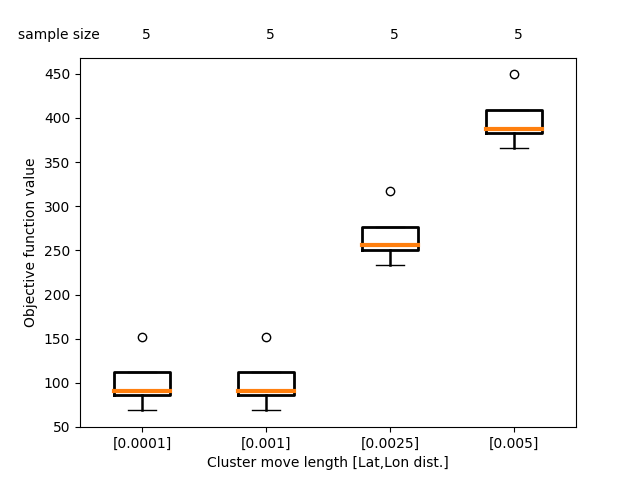 sample size 5 5 5 5
450
400
350
300
250
200
150
100
50
Objective function value
[0.0001] [0.001] [0.0025] [0.005]
Cluster move length [Lat,Lon dist.]